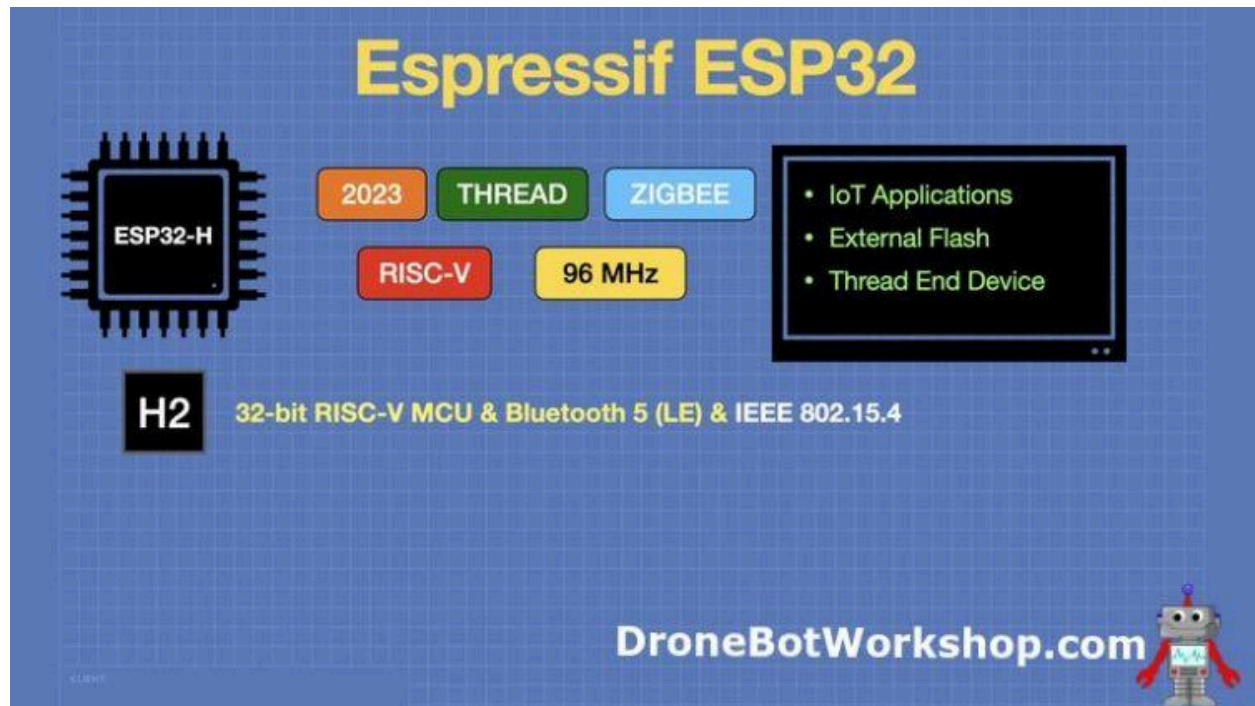 Espressif ESP32
ESP32-H
2023
THREAD
ZIGBEE
RISC-V
96 MHz
• IoT Applications
• External Flash
• Thread End Device
H2
32-bit RISC-V MCU & Bluetooth 5 (LE) & IEEE 802.15.4
DroneBotWorkshop.com